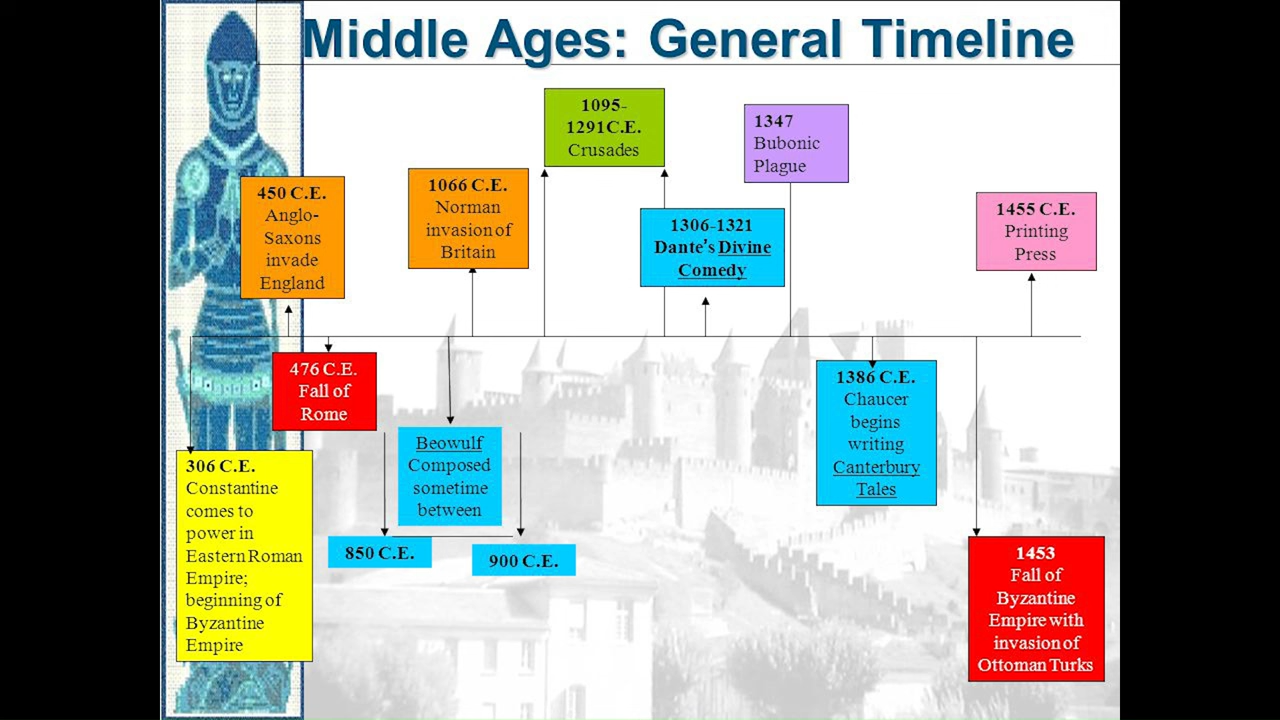 Middle Ages: General Timeline
1095-
1291C.E.
Crusades
1347
Bubonic
Plague
450 C.E.
Anglo-
Saxons
invade
England
1066 C.E.
Norman
invasion of
Britain
1306-1321
Dante’s Divine
Comedy
1455 C.E.
Printing
Press
476 C.E.
Fall of
Rome
Beowulf
Composed
sometime
between
850 C.E.
900 C.E.
1386 C.E.
Chaucer
begins
writing
Canterbury
Tales
306 C.E.
Constantine
comes to
power in
Eastern Roman
Empire;
beginning of
Byzantine
Empire
1453
Fall of
Byzantine
Empire with
invasion of
Ottoman Turks